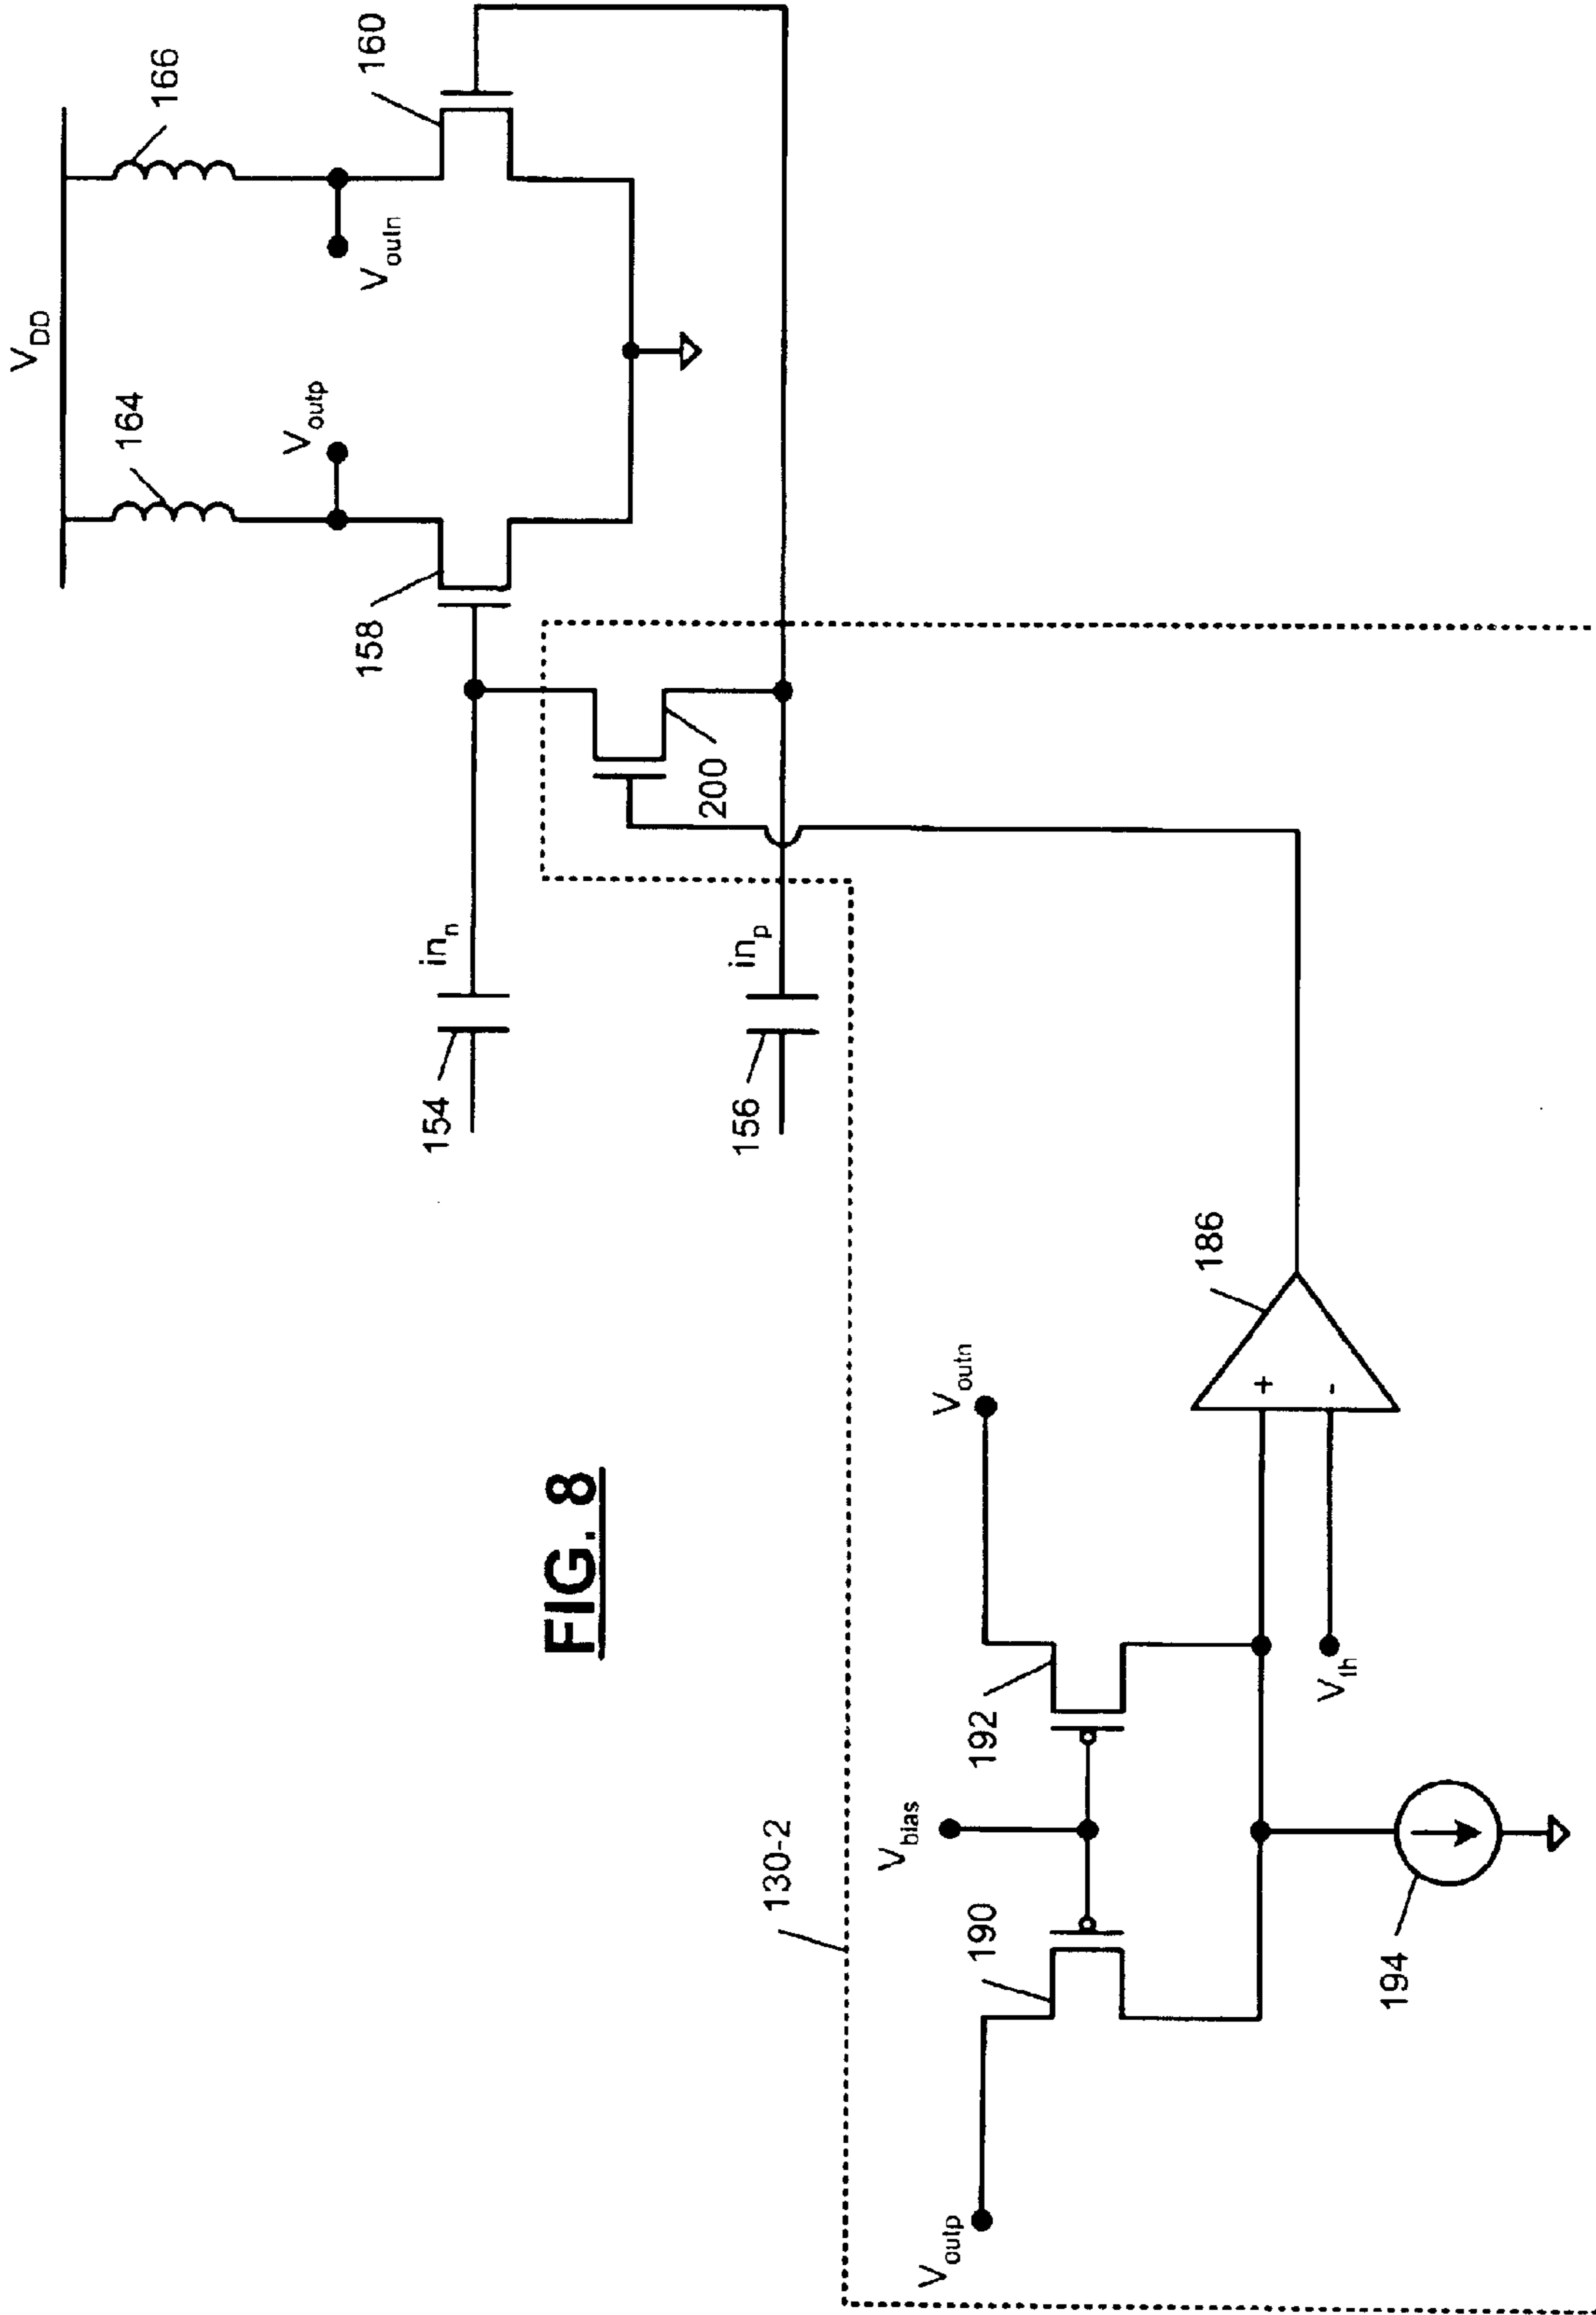 V_DD
164
166
V_outp
V_outn
158
160
in_n
154
200
in_p
156
FIG. 8
130-2
V_bias
V_outn
V_outp
190
192
186
+
-
V_th
194